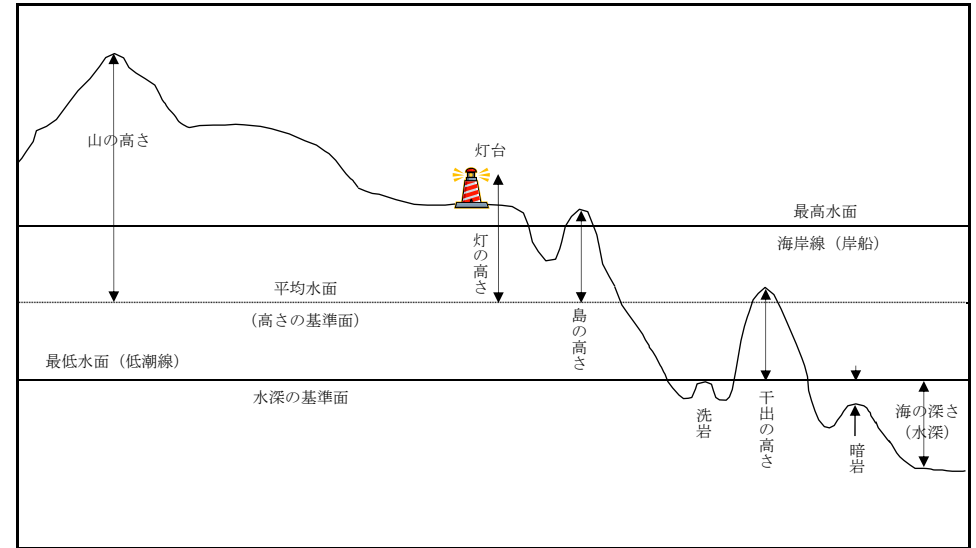 山の高さ
灯台
灯の高さ
最高水面
海岸線（岸船）
平均水面
（高さの基準面）
島の高さ
最低水面（低潮線）
水深の基準面
洗岩
干出の高さ
暗岩
海の深さ
（水深）